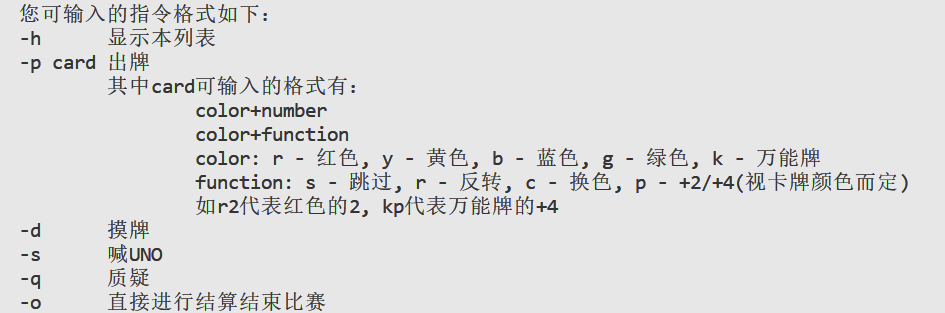 您可输入的指令格式如下:
-h 显示本列表
-p card 出牌
其中card可输入的格式有:
color+number
color+function
color: r - 红色, y - 黄色, b - 蓝色, g - 绿色, k - 万能牌
function: s - 跳过, r - 反转, c - 换色, p - +2/+4(视卡牌颜色而定)
如r2代表红色的2, kp代表万能牌的+4
-d 摸牌
-s 喊UNO
-q 质疑
-o 直接进行结算结束比赛